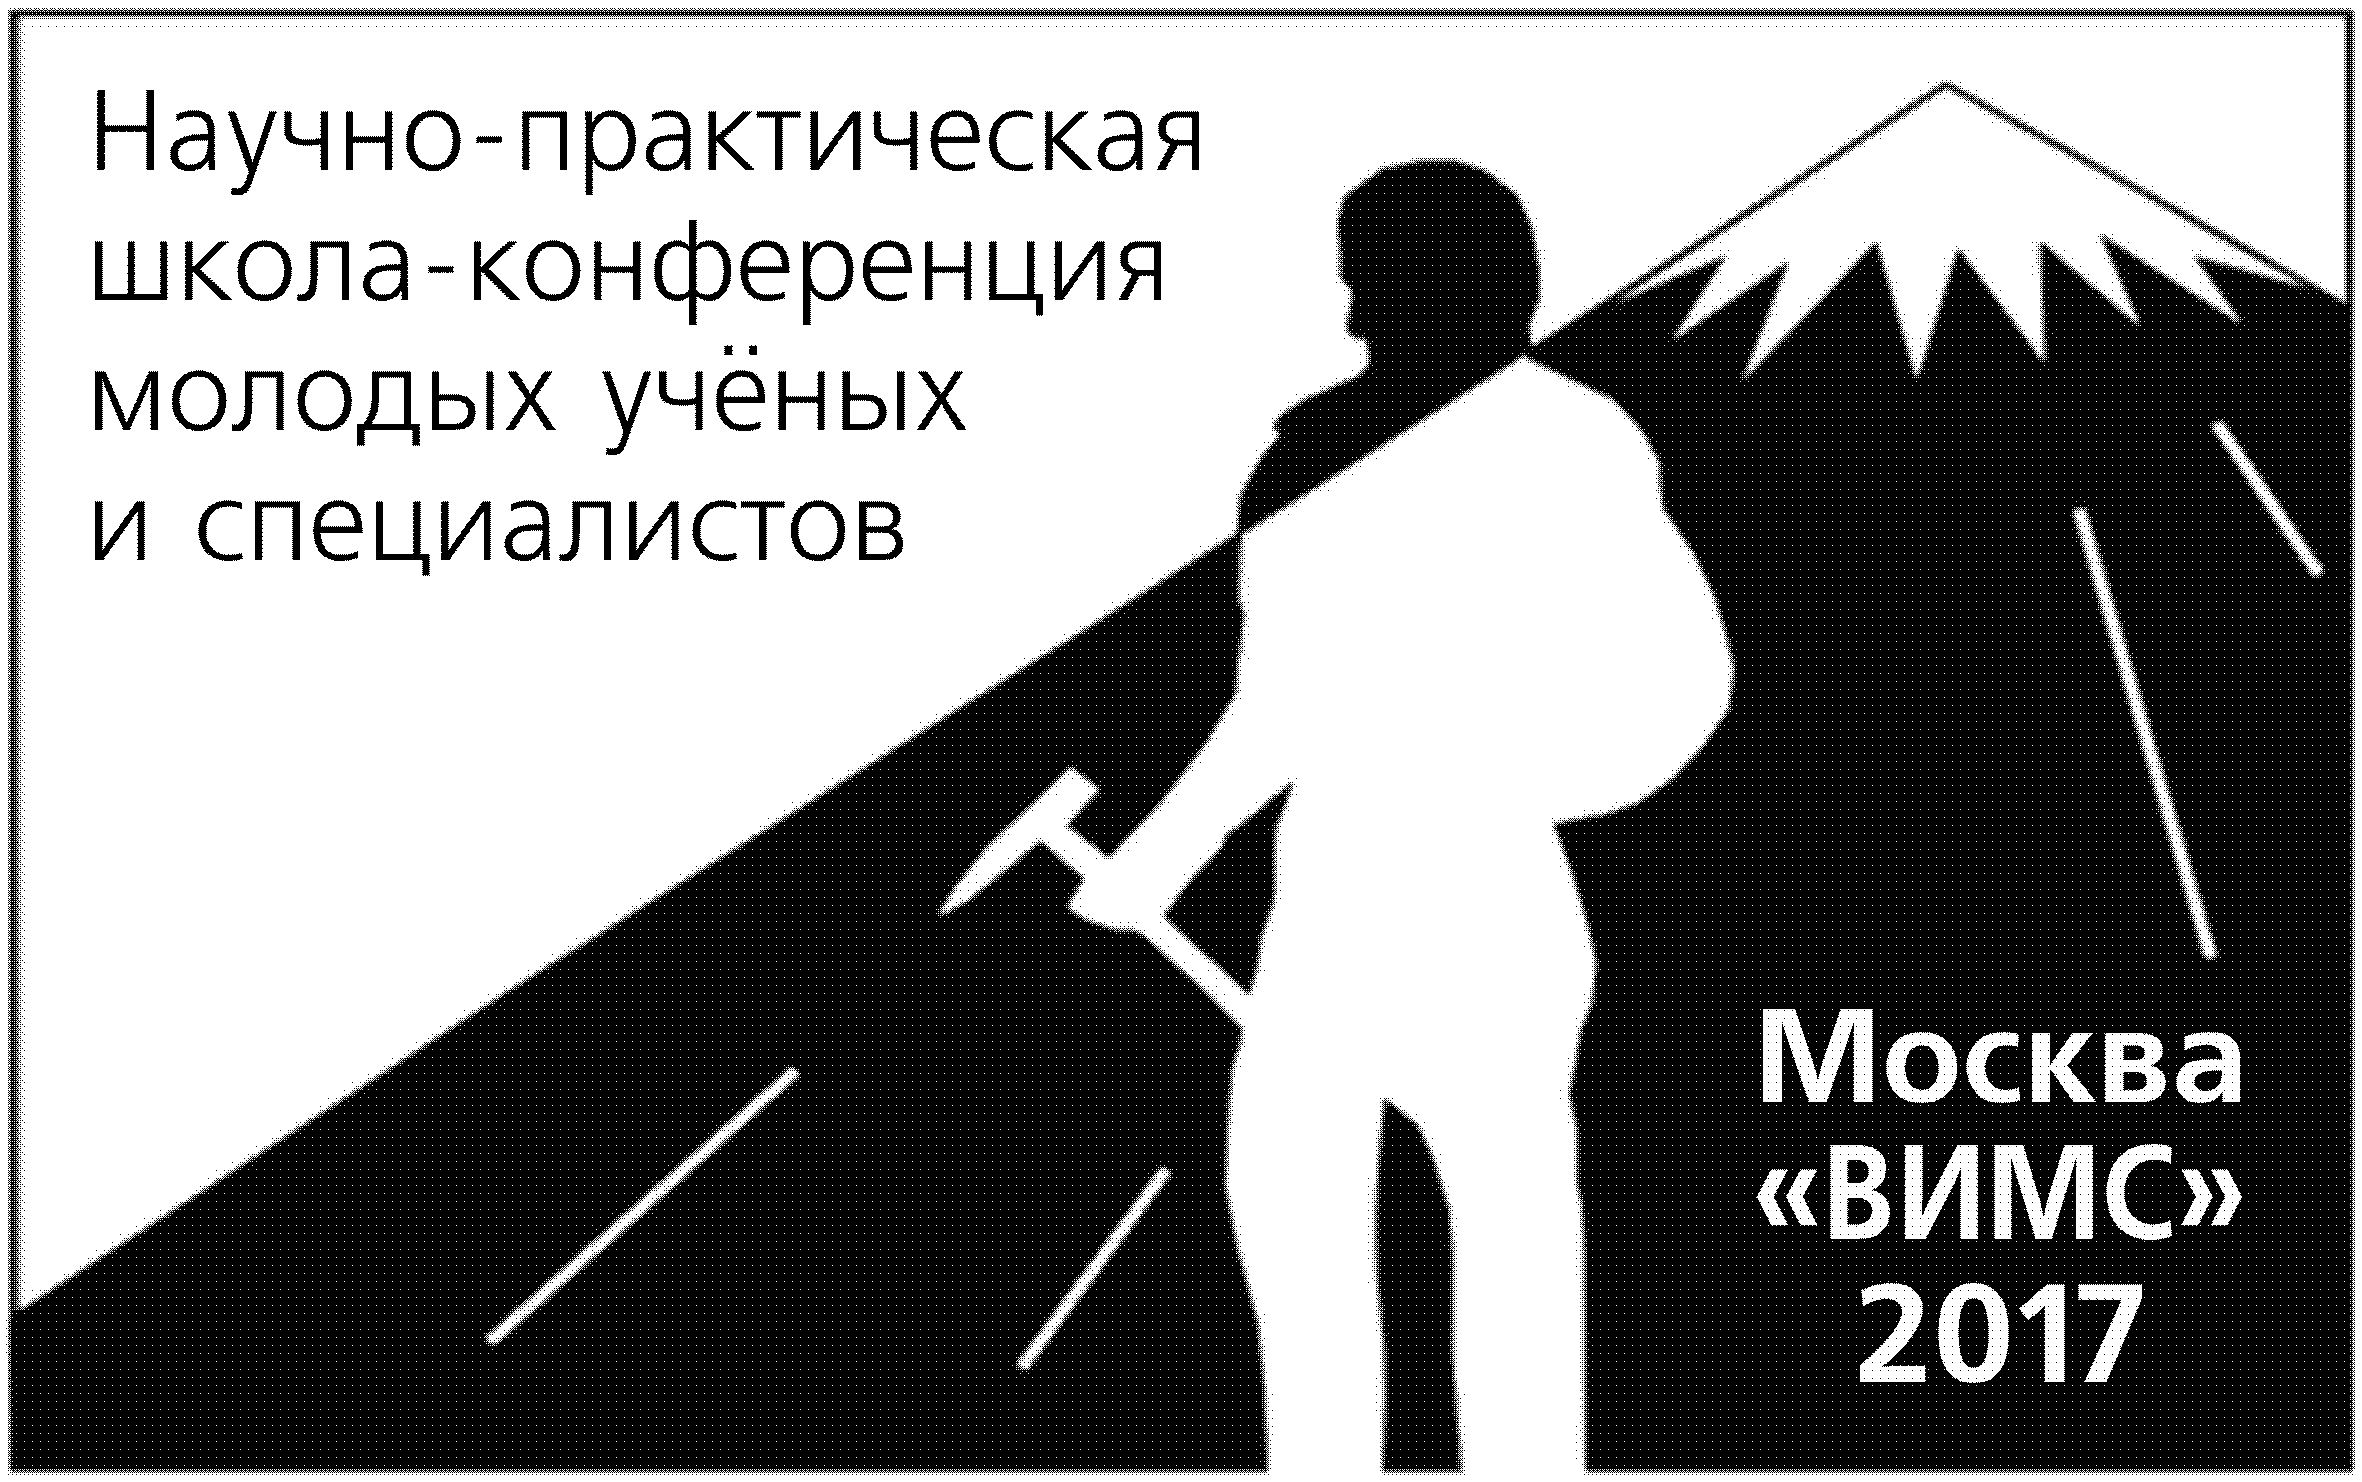 Научно-практическая
школа-конференция
молодых учёных
и специалистов
Москва
«ВИМС»
2017